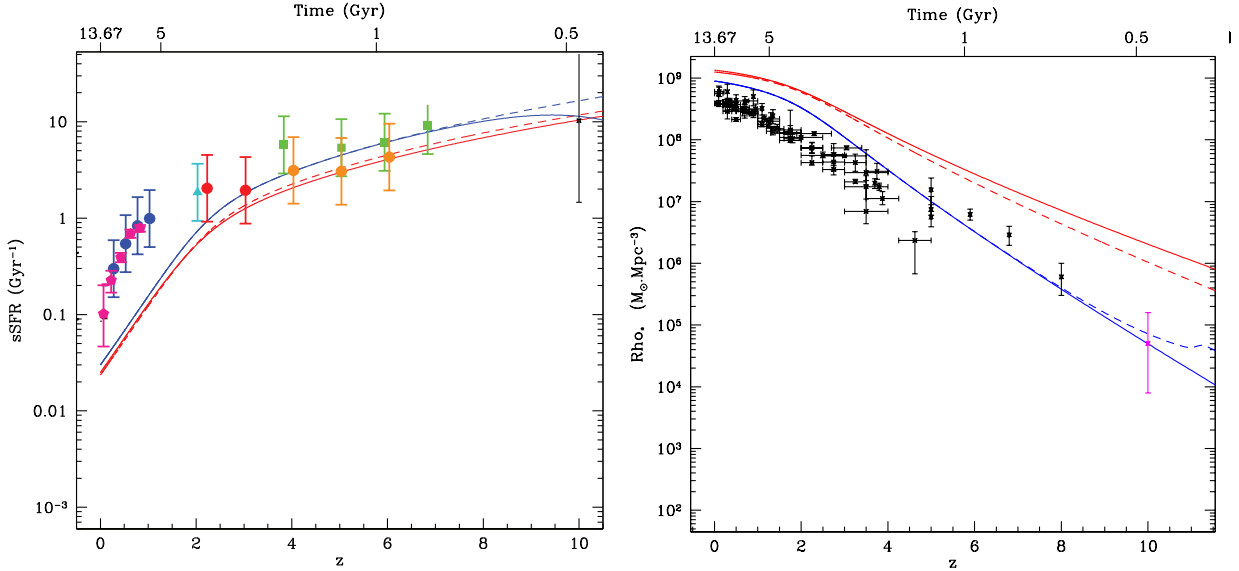 Time (Gyr)
13.67 5 1 0.5
10
1
0.1
0.01
10⁻³
sSFR (Gyr⁻¹)
0 2 4 6 8 10
z
Time (Gyr)
13.67 5 1 0.5
10⁹
10⁸
10⁷
10⁶
10⁵
10⁴
10³
10²
Rho. (M⊙.Mpc⁻³)
0 2 4 6 8 10
z